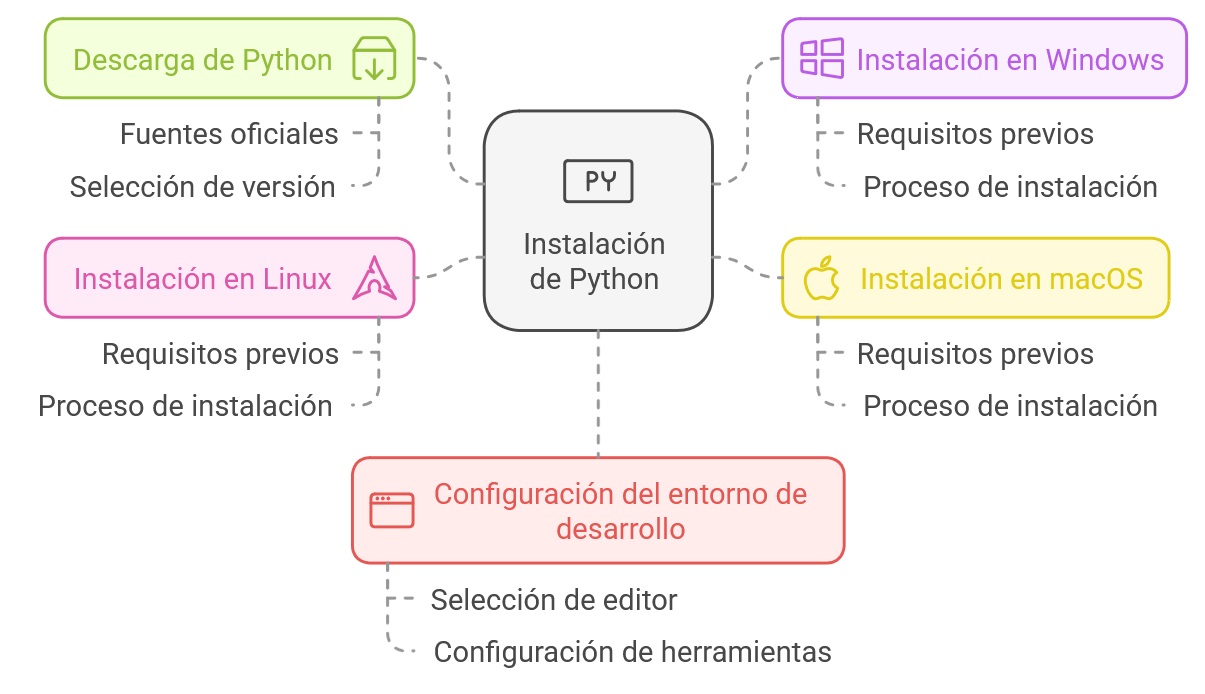 Descarga de Python
Fuentes oficiales
Selección de versión
Instalación en Windows
Requisitos previos
Proceso de instalación
PY
Instalación
de Python
Instalación en Linux
Requisitos previos
Proceso de instalación
Instalación en macOS
Requisitos previos
Proceso de instalación
Configuración del entorno de
desarrollo
Selección de editor
Configuración de herramientas